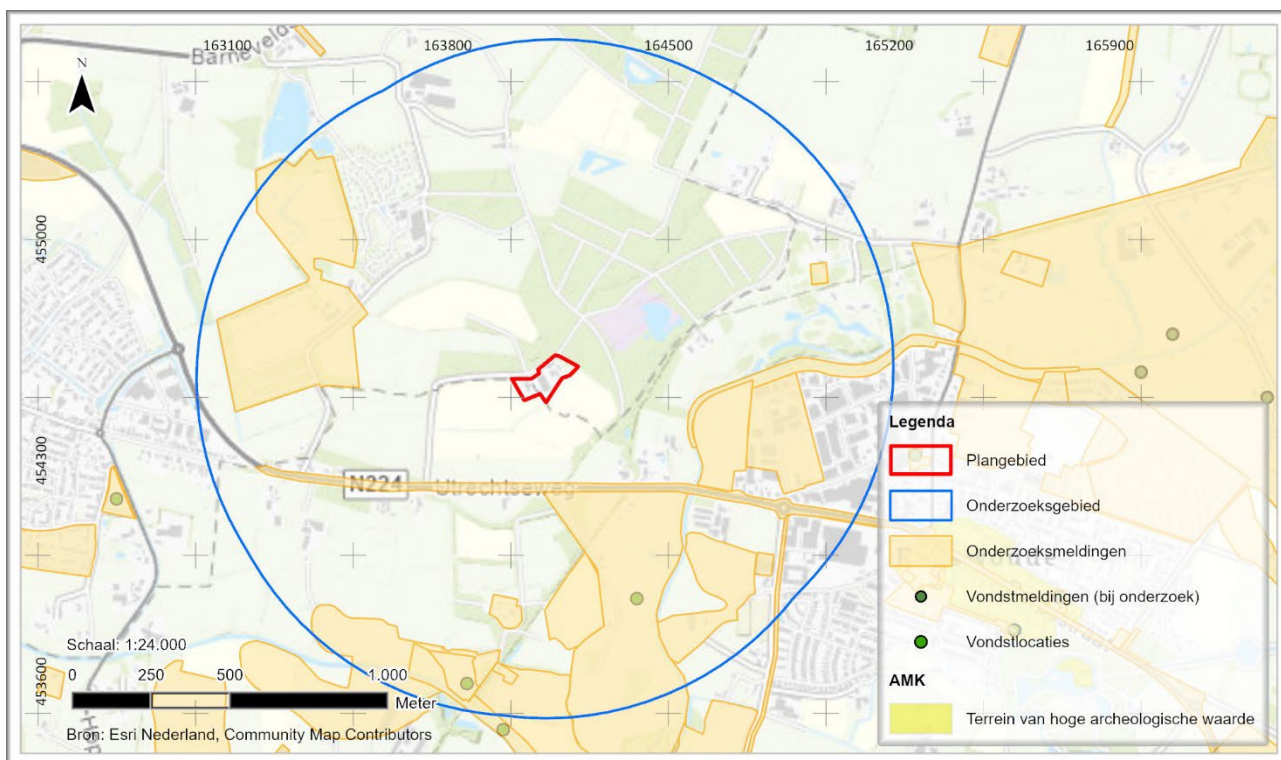 163100
163800
164500
165200
165900
Barneveld
N
455000
454300
453600
N224
Utrechtseweg
Legenda
Plangebied
Onderzoeksgebied
Onderzoeksmeldingen
Vondstmeldingen (bij onderzoek)
Vondstlocaties
AMK
Terrein van hoge archeologische waarde
Schaal: 1:24.000
0 250 500 1.000
Meter
Bron: Esri Nederland, Community Map Contributors